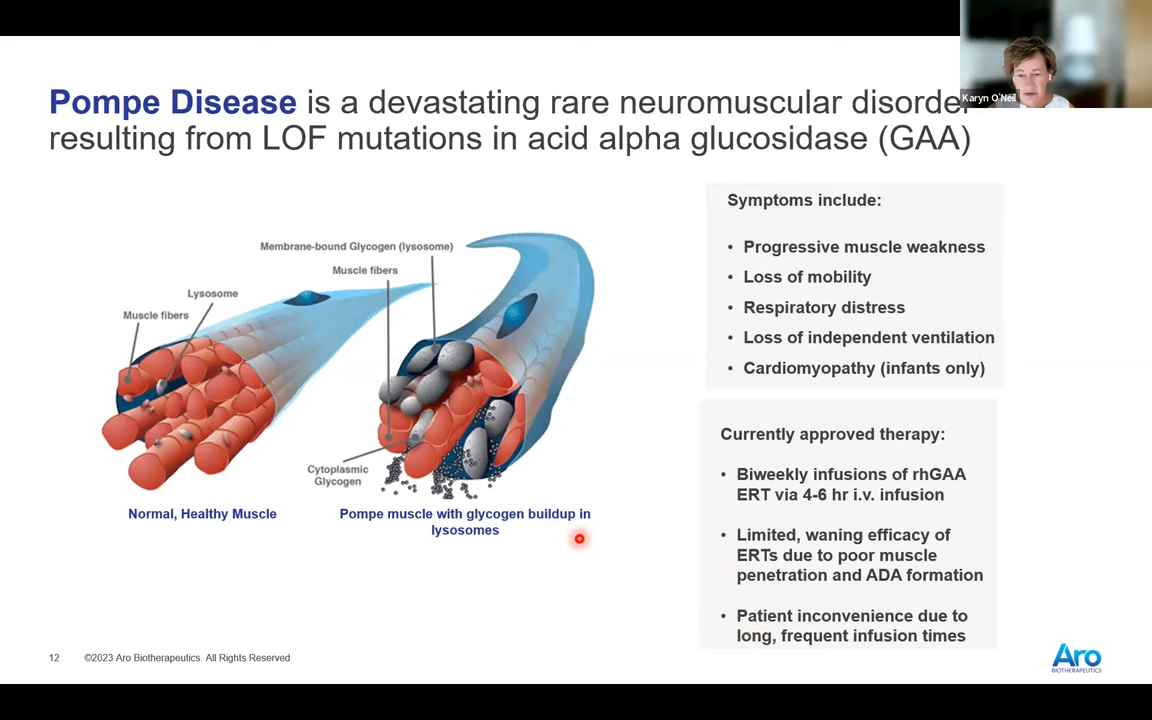 Karyn O'Neil
Pompe Disease is a devastating rare neuromuscular disorder
resulting from LOF mutations in acid alpha glucosidase (GAA)
Membrane-bound Glycogen (lysosome)
Muscle fibers
Lysosome
Muscle fibers
Cytoplasmic
Glycogen
Normal, Healthy Muscle
Pompe muscle with glycogen buildup in
lysosomes
Symptoms include:
• Progressive muscle weakness
• Loss of mobility
• Respiratory distress
• Loss of independent ventilation
• Cardiomyopathy (infants only)
Currently approved therapy:
• Biweekly infusions of rhGAA
ERT via 4-6 hr i.v. infusion
• Limited, waning efficacy of
ERTs due to poor muscle
penetration and ADA formation
• Patient inconvenience due to
long, frequent infusion times
12 ©2023 Aro Biotherapeutics. All Rights Reserved
Aro
BIOTHERAPEUTICS